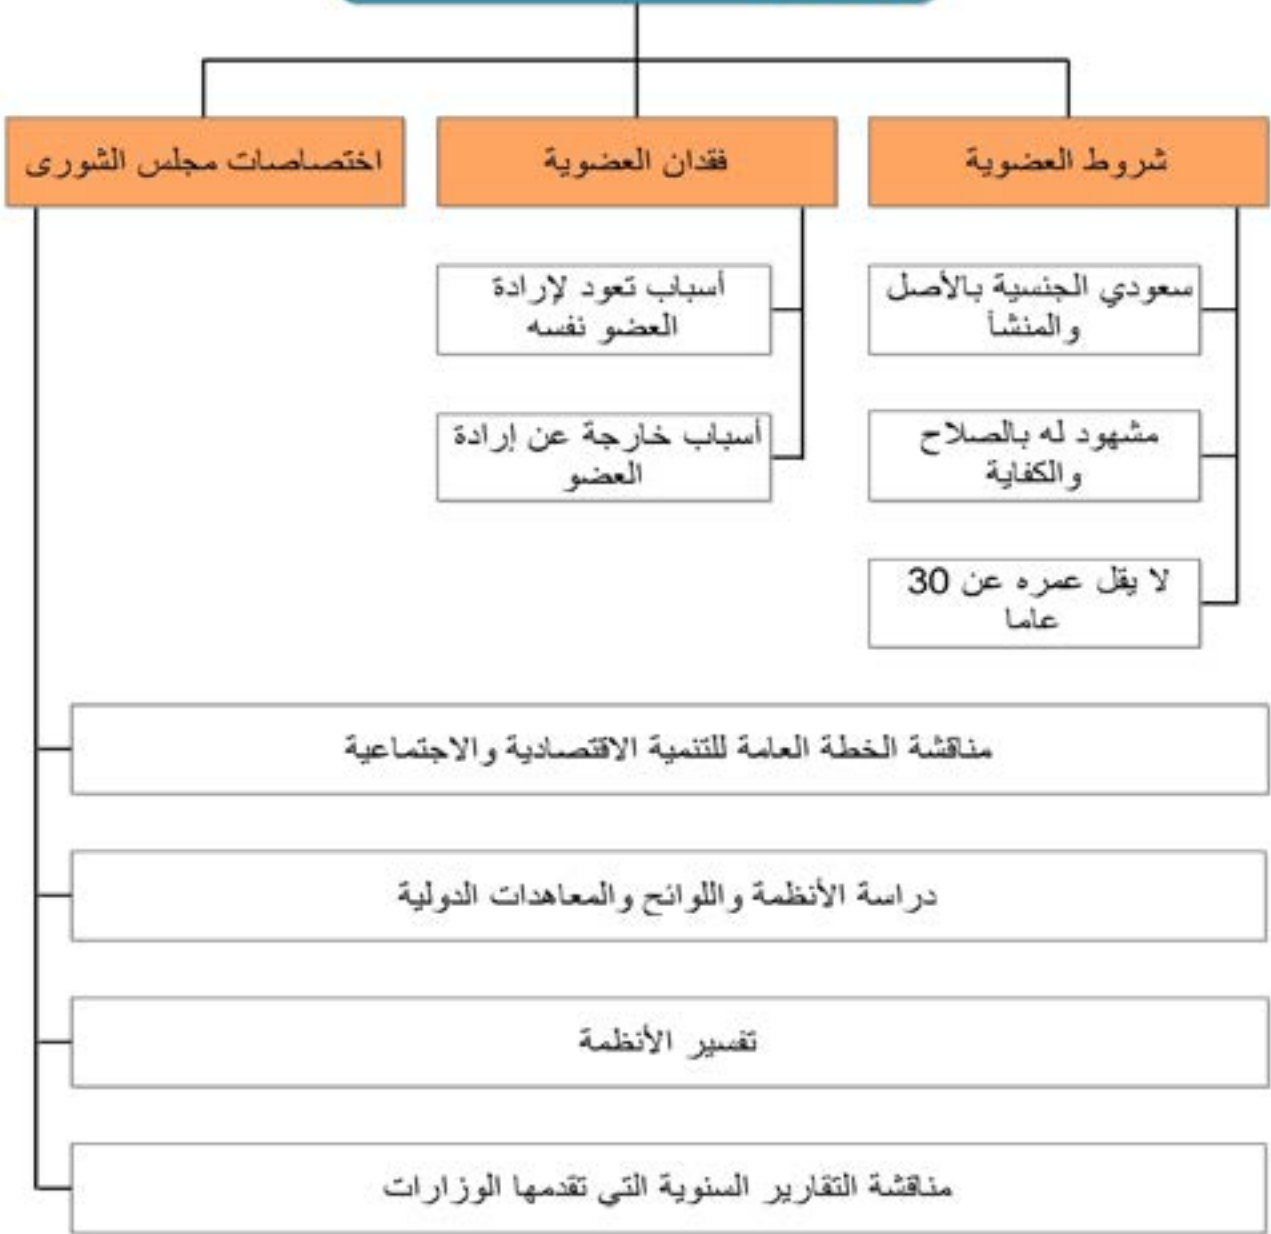 شروط العضوية
سعودي الجنسية بالأصل
والمنشأ
مشهود له بالصلاح
والكفاية
لا يقل عمره عن 30
عاما
فقدان العضوية
أسباب تعود لإرادة
العضو نفسه
أسباب خارجة عن إرادة
العضو
اختصاصات مجلس الشورى
مناقشة الخطة العامة للتنمية الاقتصادية والاجتماعية
دراسة الأنظمة واللوائح والمعاهدات الدولية
تفسير الأنظمة
مناقشة التقارير السنوية التي تقدمها الوزارات